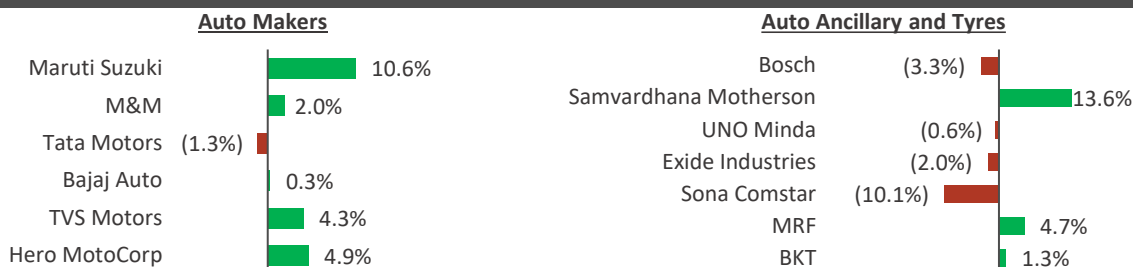 Auto Makers
Maruti Suzuki 10.6%
M&M 2.0%
Tata Motors (1.3%)
Bajaj Auto 0.3%
TVS Motors 4.3%
Hero MotoCorp 4.9%
Auto Ancillary and Tyres
Bosch (3.3%)
Samvardhana Motherson 13.6%
UNO Minda (0.6%)
Exide Industries (2.0%)
Sona Comstar (10.1%)
MRF 4.7%
BKT 1.3%